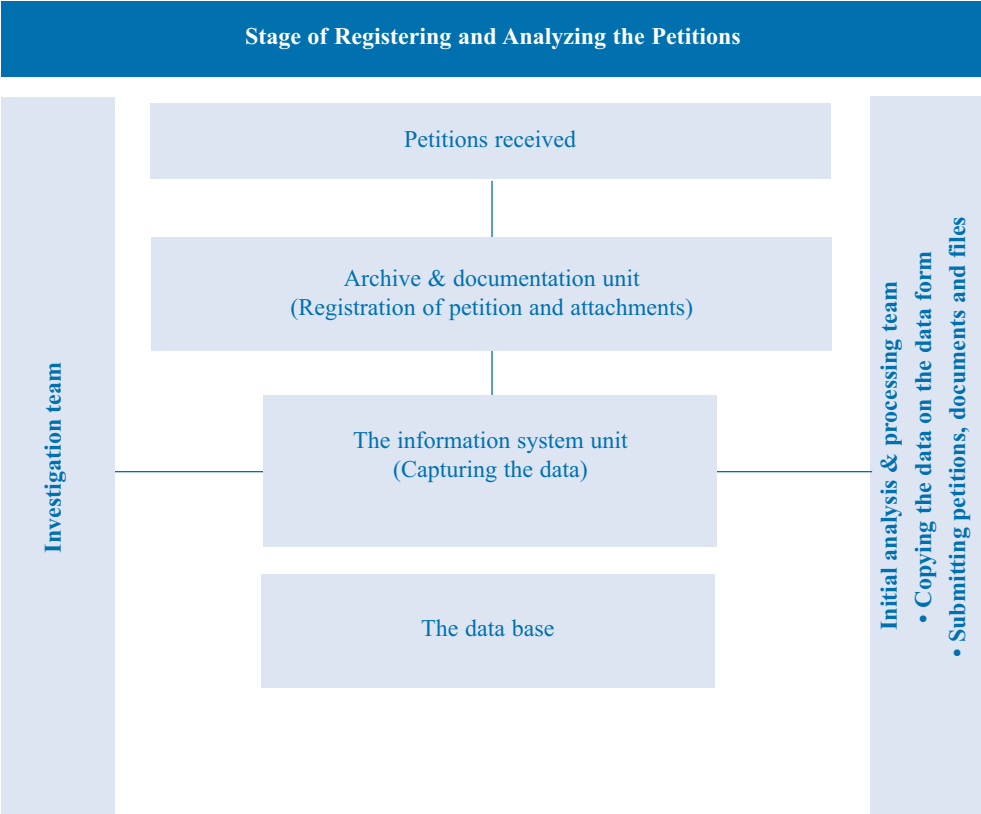 Stage of Registering and Analyzing the Petitions
Petitions received
Archive & documentation unit
(Registration of petition and attachments)
The information system unit
(Capturing the data)
The data base
Investigation team
Initial analysis & processing team
• Copying the data on the data form
• Submitting petitions, documents and files